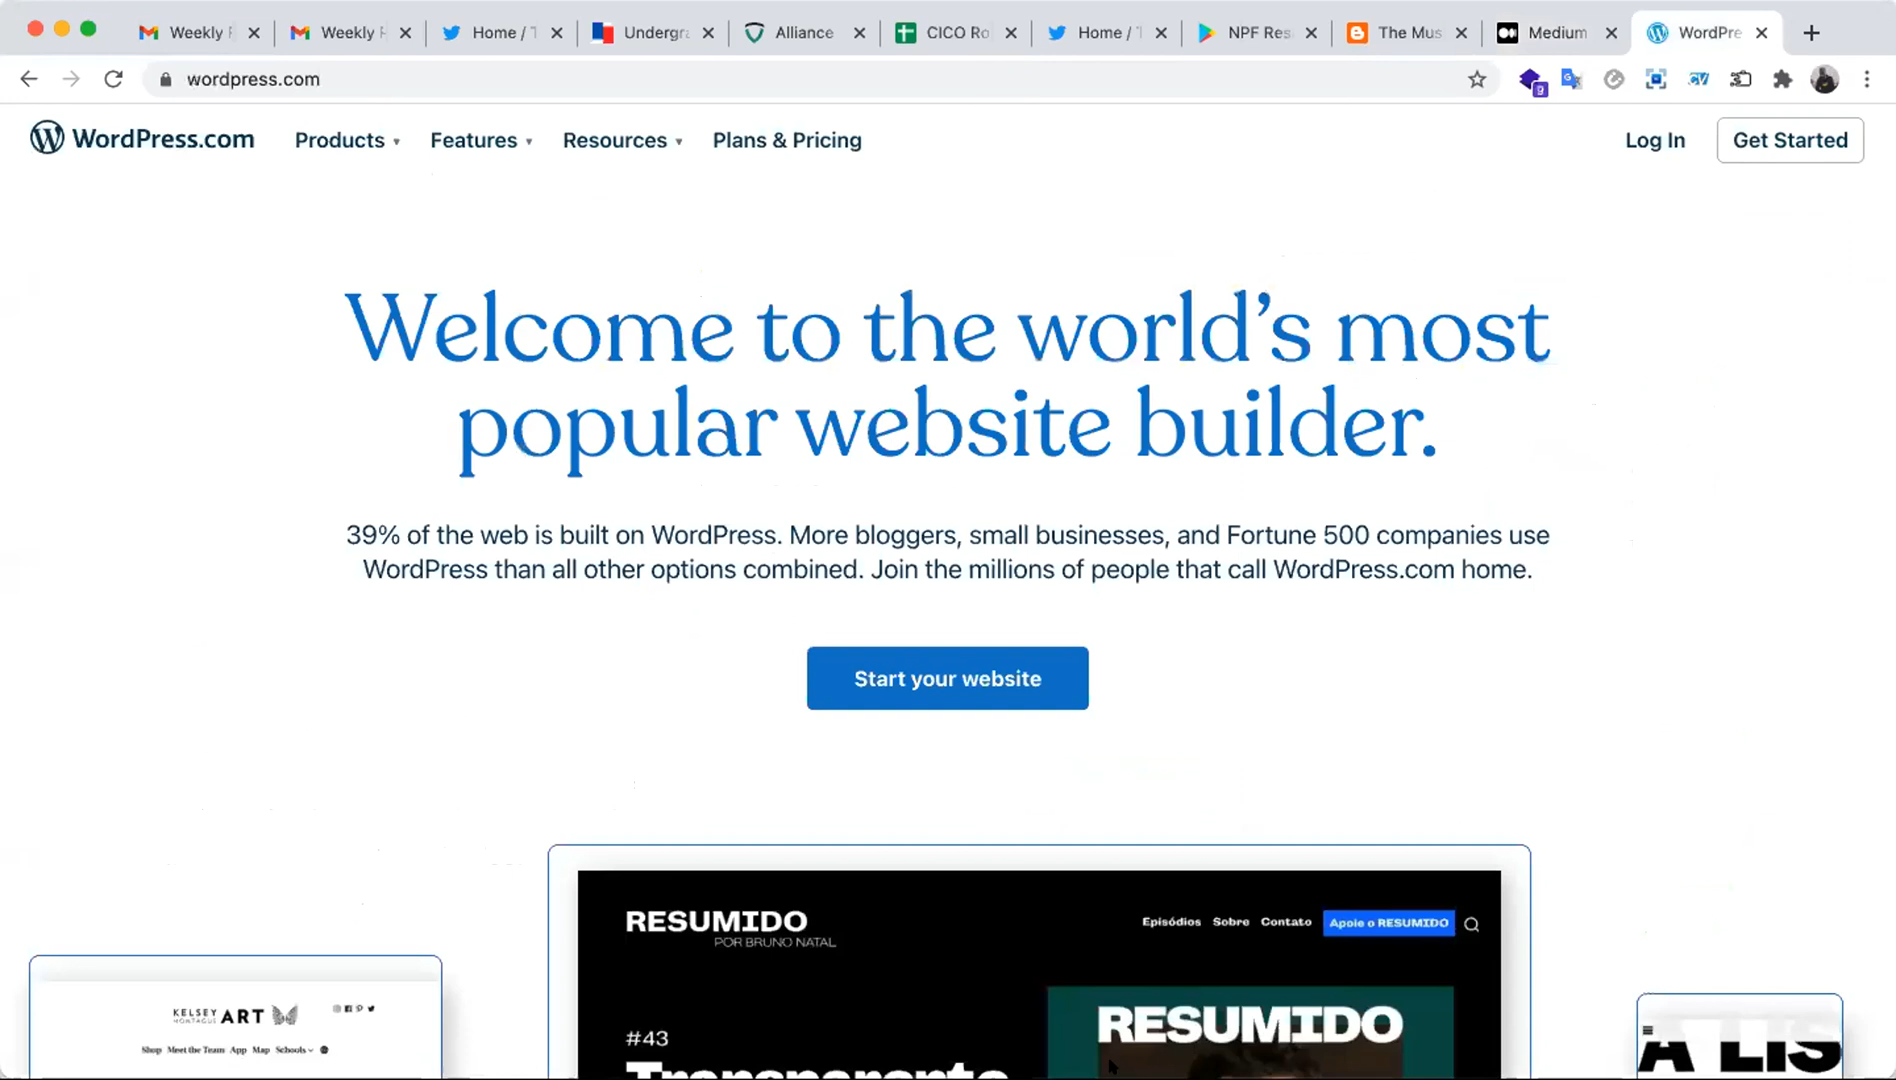 Weekly
Weekly
Home / T
Undergra
Alliance
CICO Ro
Home / T
NPF Res
The Mus
Medium
WordPre
wordpress.com
9
CV
WordPress.com
Products
Features
Resources
Plans & Pricing
Log In
Get Started
Welcome to the world's most
popular website builder.
39% of the web is built on WordPress. More bloggers, small businesses, and Fortune 500 companies use
WordPress than all other options combined. Join the millions of people that call WordPress.com home.
Start your website
RESUMIDO
POR BRUNO NATAL
Episódios Sobre Contato Apoie o RESUMIDO
#43
Transparente
RESUMIDO
KELSEY
MONTAGUE
ART
Shop Meet the Team App Map Schools
A LIS